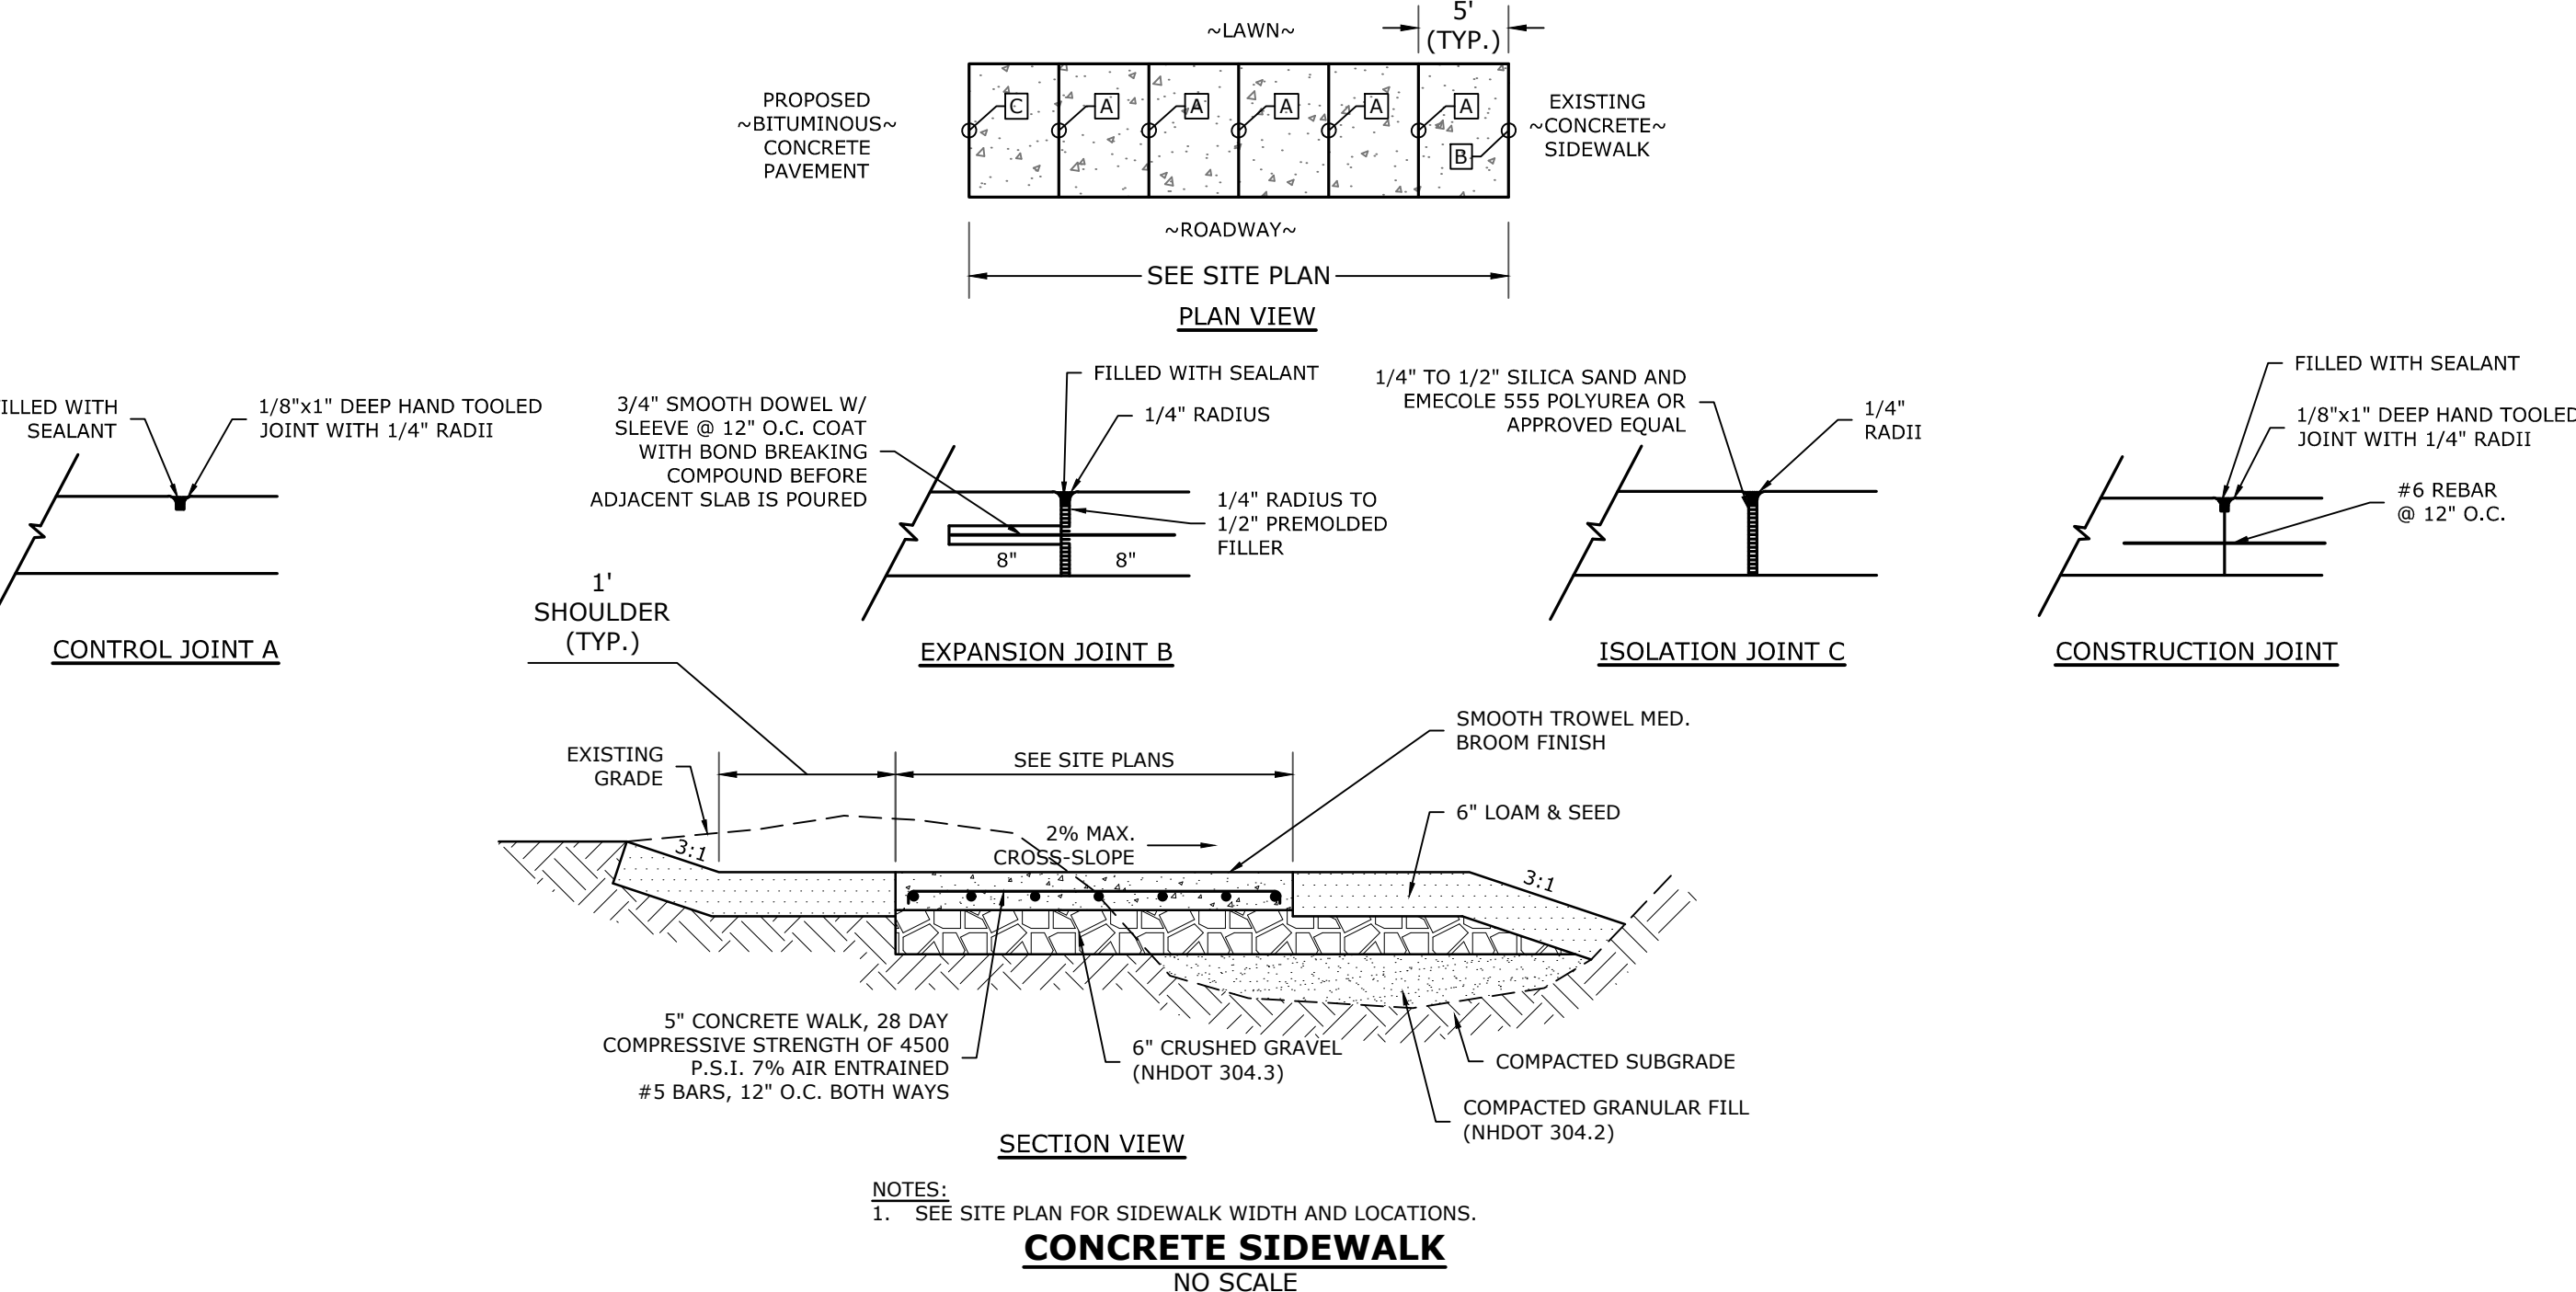 5'
(TYP.)
~LAWN~
PROPOSED
~BITUMINOUS~
CONCRETE
PAVEMENT
C
A
A
A
A
A
B
EXISTING
~CONCRETE~
SIDEWALK
~ROADWAY~
SEE SITE PLAN
PLAN VIEW
ILLED WITH
SEALANT
1/8"x1" DEEP HAND TOOLED
JOINT WITH 1/4" RADII
CONTROL JOINT A
3/4" SMOOTH DOWEL W/
SLEEVE @ 12" O.C. COAT
WITH BOND BREAKING
COMPOUND BEFORE
ADJACENT SLAB IS POURED
FILLED WITH SEALANT
1/4" RADIUS
1/4" RADIUS TO
1/2" PREMOLDED
FILLER
8"
8"
EXPANSION JOINT B
1/4" TO 1/2" SILICA SAND AND
EMECOLE 555 POLYUREA OR
APPROVED EQUAL
1/4"
RADII
ISOLATION JOINT C
FILLED WITH SEALANT
1/8"x1" DEEP HAND TOOLED
JOINT WITH 1/4" RADII
#6 REBAR
@ 12" O.C.
CONSTRUCTION JOINT
1'
SHOULDER
(TYP.)
EXISTING
GRADE
SEE SITE PLANS
SMOOTH TROWEL MED.
BROOM FINISH
6" LOAM & SEED
3:1
2% MAX.
CROSS-SLOPE
3:1
5" CONCRETE WALK, 28 DAY
COMPRESSIVE STRENGTH OF 4500
P.S.I. 7% AIR ENTRAINED
#5 BARS, 12" O.C. BOTH WAYS
6" CRUSHED GRAVEL
(NHDOT 304.3)
COMPACTED SUBGRADE
COMPACTED GRANULAR FILL
(NHDOT 304.2)
SECTION VIEW
NOTES:
1. SEE SITE PLAN FOR SIDEWALK WIDTH AND LOCATIONS.
CONCRETE SIDEWALK
NO SCALE